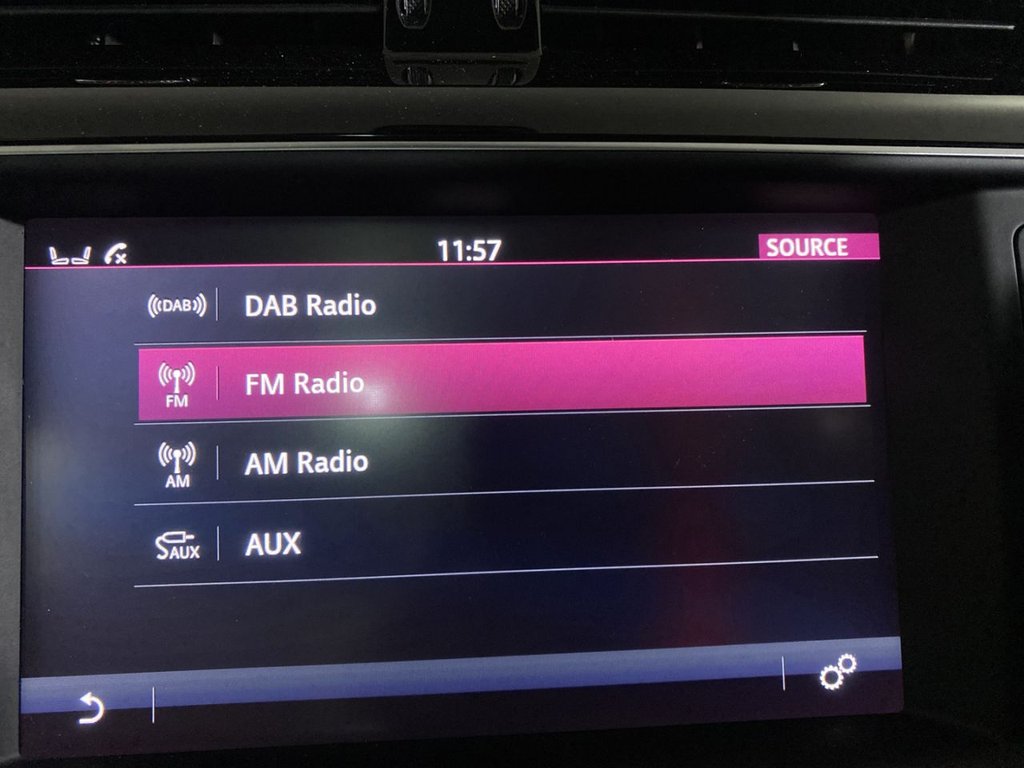 11:57
SOURCE
DAB
DAB Radio
FM
FM Radio
AM
AM Radio
AUX
AUX